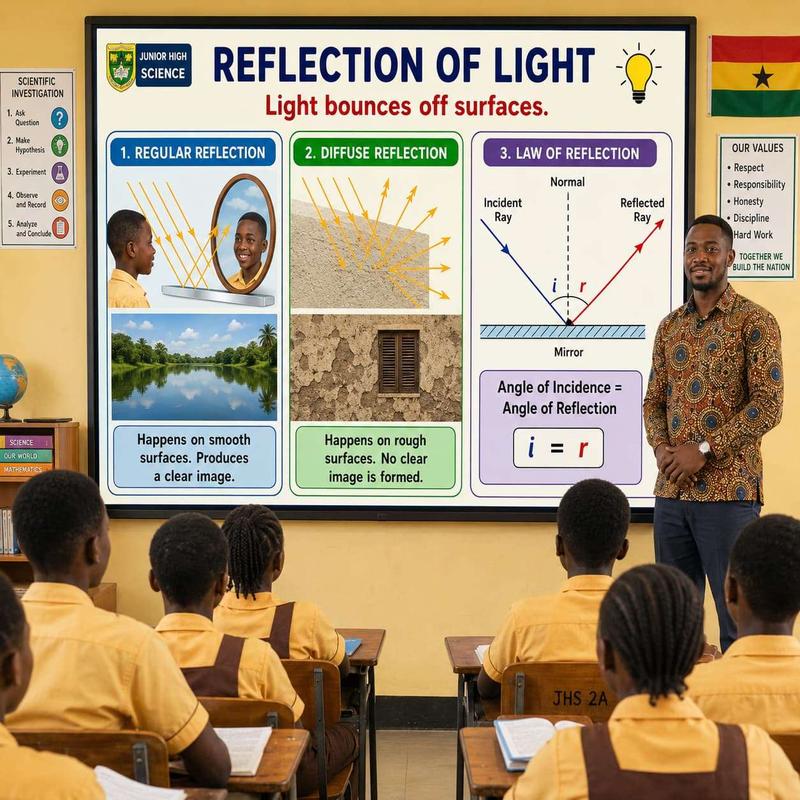 JUNIOR HIGH
SCIENCE
REFLECTION OF LIGHT
Light bounces off surfaces.
SCIENTIFIC
INVESTIGATION
1. Ask
Question
?
2. Make
Hypothesis
3. Experiment
4. Observe
and Record
5. Analyze
and Conclude
1. REGULAR REFLECTION
Happens on smooth
surfaces. Produces
a clear image.
2. DIFFUSE REFLECTION
Happens on rough
surfaces. No clear
image is formed.
3. LAW OF REFLECTION
Normal
Incident
Ray
Reflected
Ray
i
r
Mirror
Angle of Incidence =
Angle of Reflection
i = r
OUR VALUES
• Respect
• Responsibility
• Honesty
• Discipline
• Hard Work
TOGETHER WE
BUILD THE NATION
SCIENCE
OUR WORLD
MATHEMATICS
JHS 2A